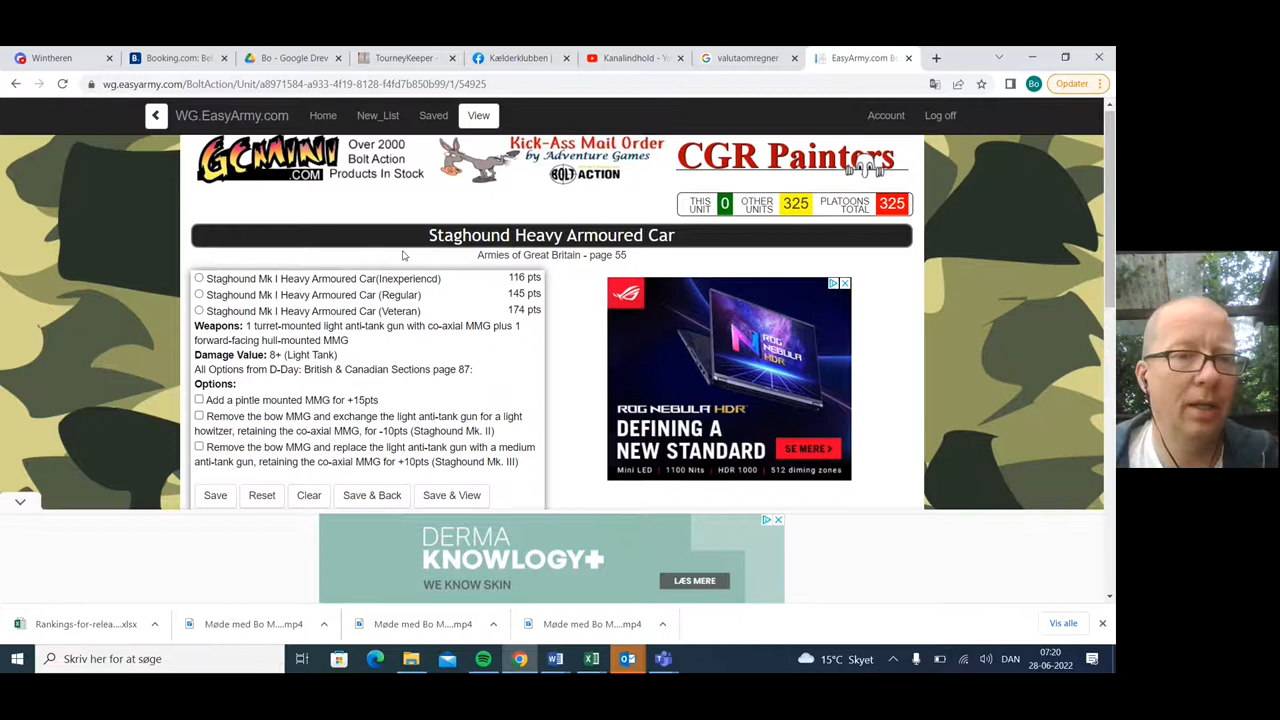 Wintheren
Booking.com: Bel
Bo - Google Drev
TourneyKeeper -
Kælderklubben |
Kanalindhold - Yo
valutaomregner
EasyArmy.com Bo
wg.easyarmy.com/BoltAction/Unit/a8971584-a933-4f19-8128-f4fd7b850b99/1/54925
Bo
Opdater
WG.EasyArmy.com
Home
New_List
Saved
View
Account
Log off
GCMINI
.COM
Over 2000
Bolt Action
Products In Stock
Kick-Ass Mail Order
by Adventure Games
BOLT ACTION
CGR Painters
THIS UNIT 0 OTHER UNITS 325 PLATOONS TOTAL 325
Staghound Heavy Armoured Car
Armies of Great Britain - page 55
Staghound Mk I Heavy Armoured Car(Inexperiencd) 116 pts
Staghound Mk I Heavy Armoured Car (Regular) 145 pts
Staghound Mk I Heavy Armoured Car (Veteran) 174 pts
Weapons: 1 turret-mounted light anti-tank gun with co-axial MMG plus 1
forward-facing hull-mounted MMG
Damage Value: 8+ (Light Tank)
All Options from D-Day: British & Canadian Sections page 87:
Options:
Add a pintle mounted MMG for +15pts
Remove the bow MMG and exchange the light anti-tank gun for a light
howitzer, retaining the co-axial MMG, for -10pts (Staghound Mk. II)
Remove the bow MMG and replace the light anti-tank gun with a medium
anti-tank gun, retaining the co-axial MMG for +10pts (Staghound Mk. III)
Save
Reset
Clear
Save & Back
Save & View
ROG
NEBULA
HDR
ROG NEBULA HDR
DEFINING A
NEW STANDARD
SE MERE>
Mini LED | 1100 Nits | HDR 1000 | 512 diming zones
DERMA
KNOWLOGY+
WE KNOW SKIN
LÆS MERE
Rankings-for-relea....xlsx
Møde med Bo M....mp4
Møde med Bo M....mp4
Møde med Bo M....mp4
Vis alle
Skriv her for at søge
15°C Skyet
DAN
07:20
28-06-2022